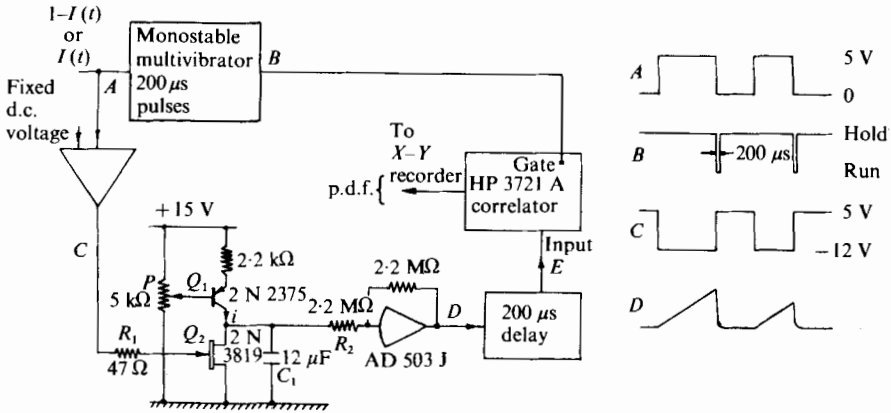 1–I (t)
or
I(t)
A
Fixed
d.c.
voltage
Monostable
multivibrator
200 μs
pulses
B
To
X–Y
recorder
p.d.f.{
Gate
HP 3721 A
correlator
Input
E
C
+15 V
2·2 kΩ
P
5 kΩ
Q1
2 N 2375
i
Q2
2 N
3819
R1
47 Ω
12 μF
C1
2·2 MΩ
R2
2·2 MΩ
AD 503 J
D
200 μs
delay
A
5 V
0
B
Hold
200 μs
Run
C
5 V
−12 V
D